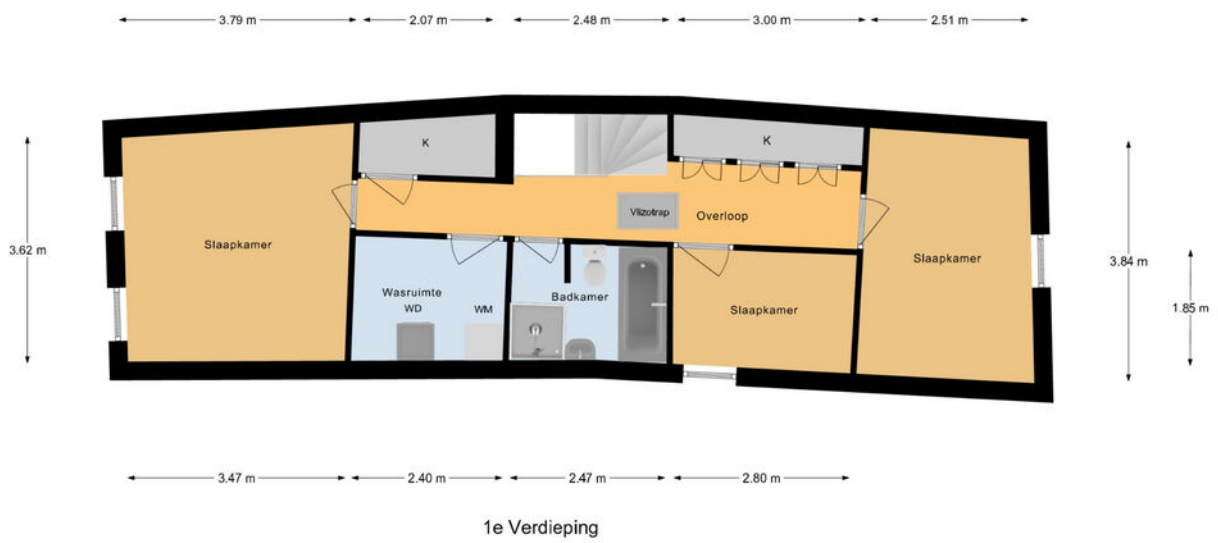 3.79 m 2.07 m 2.48 m 3.00 m 2.51 m
K
K
Vlizotrap
Overloop
3.62 m
Slaapkamer
Slaapkamer
3.84 m
Wasruimte
WD
WM
Badkamer
Slaapkamer
1.85 m
3.47 m 2.40 m 2.47 m 2.80 m
1e Verdieping